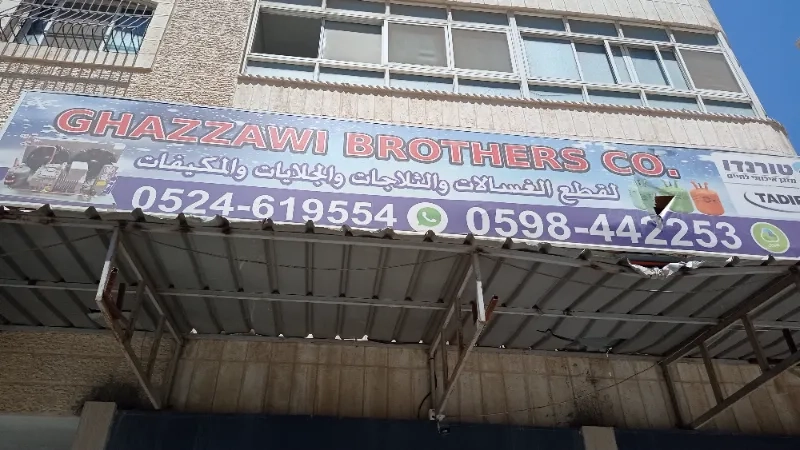 GHAZZAWI BROTHERS CO.
لقطع الغسالات والثلاجات والجلايات والمكيفات
0524-619554 0598-442253
טורנדו
TADIR